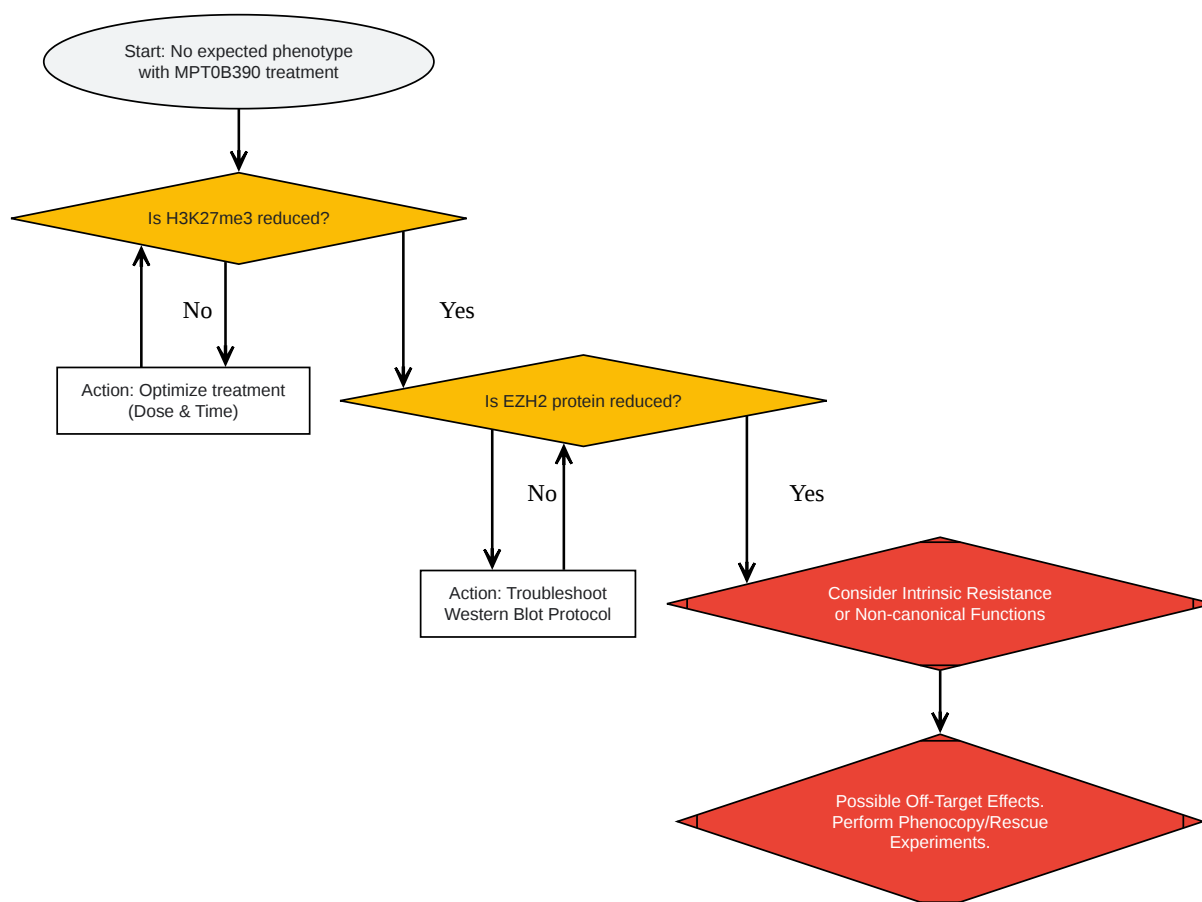 Start: No expected phenotype
with MPT0B390 treatment
Is H3K27me3 reduced?
No
Yes
Action: Optimize treatment
(Dose & Time)
Is EZH2 protein reduced?
No
Yes
Action: Troubleshoot
Western Blot Protocol
Consider Intrinsic Resistance
or Non-canonical Functions
Possible Off-Target Effects.
Perform Phenocopy/Rescue
Experiments.